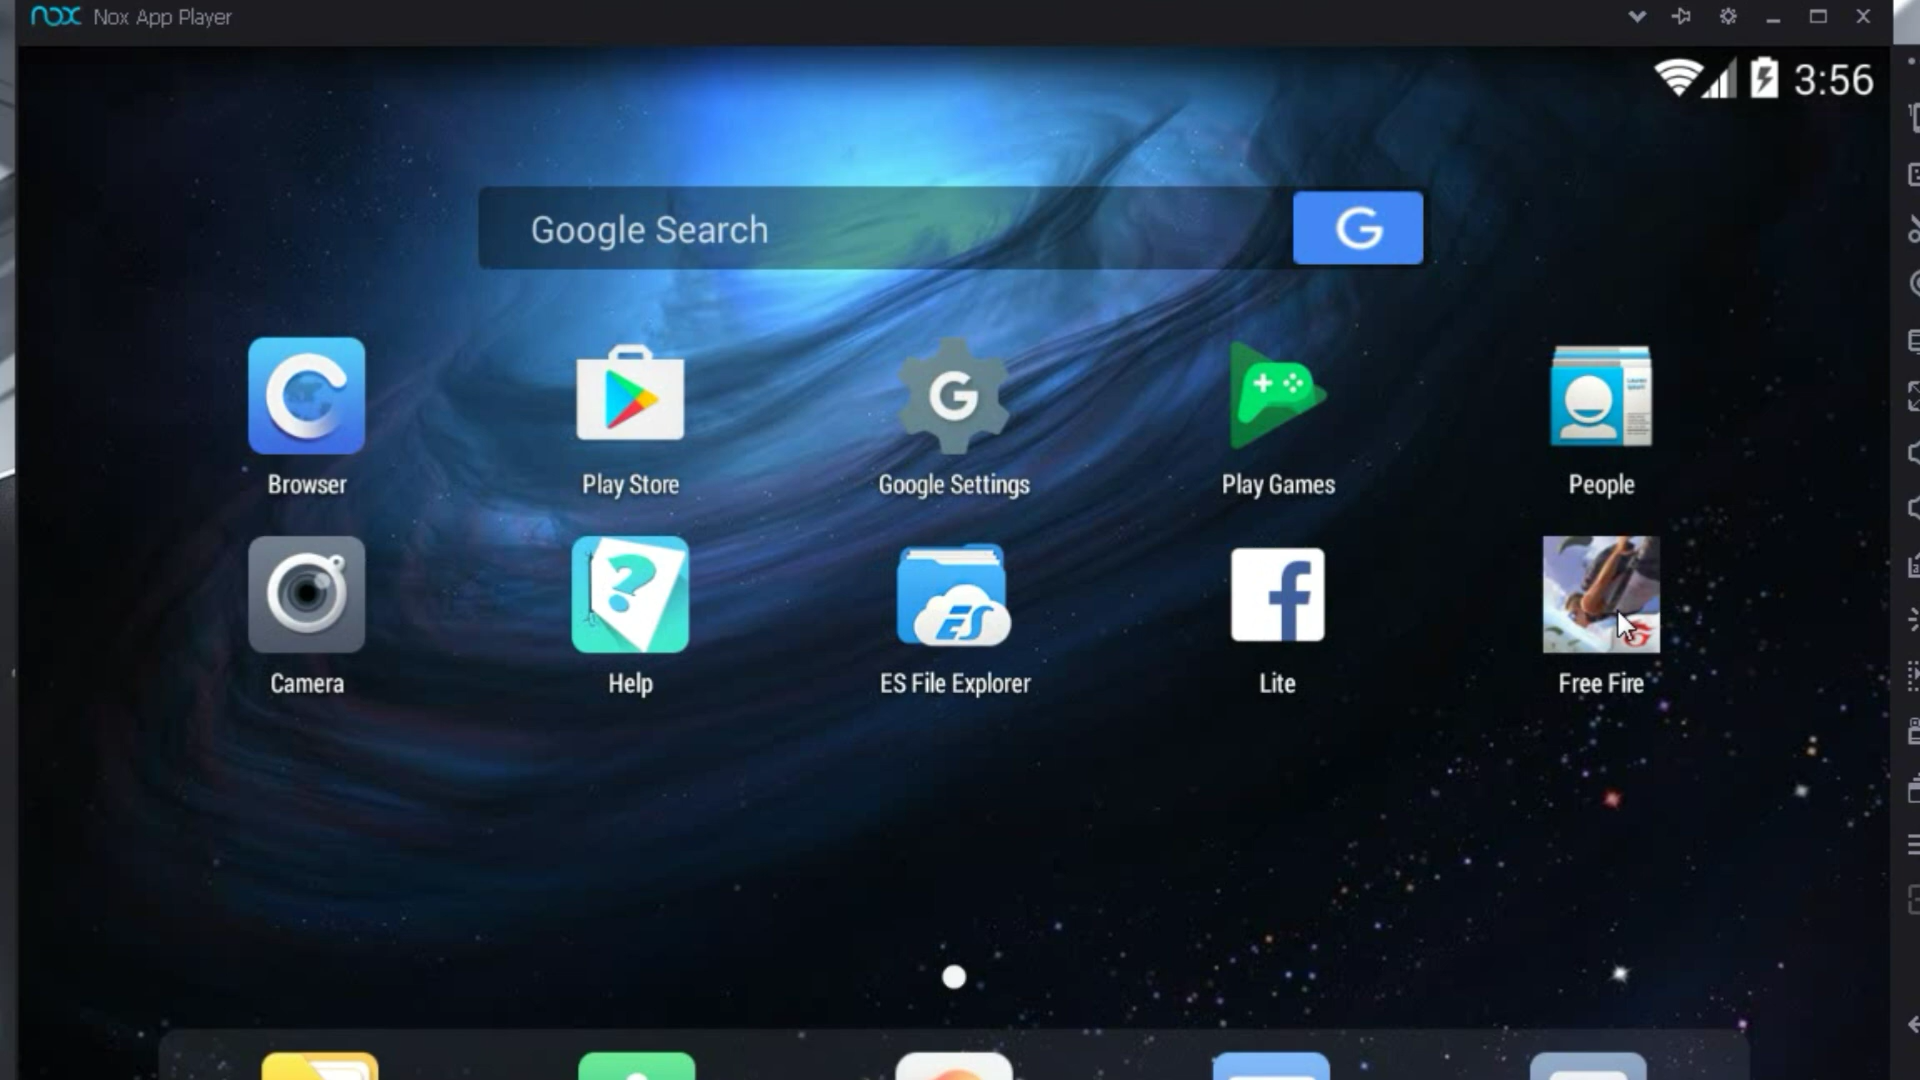 nox Nox App Player
3:56
Google Search
G
G
Browser
Play Store
Google Settings
Play Games
People
?
ES
f
Camera
Help
ES File Explorer
Lite
Free Fire